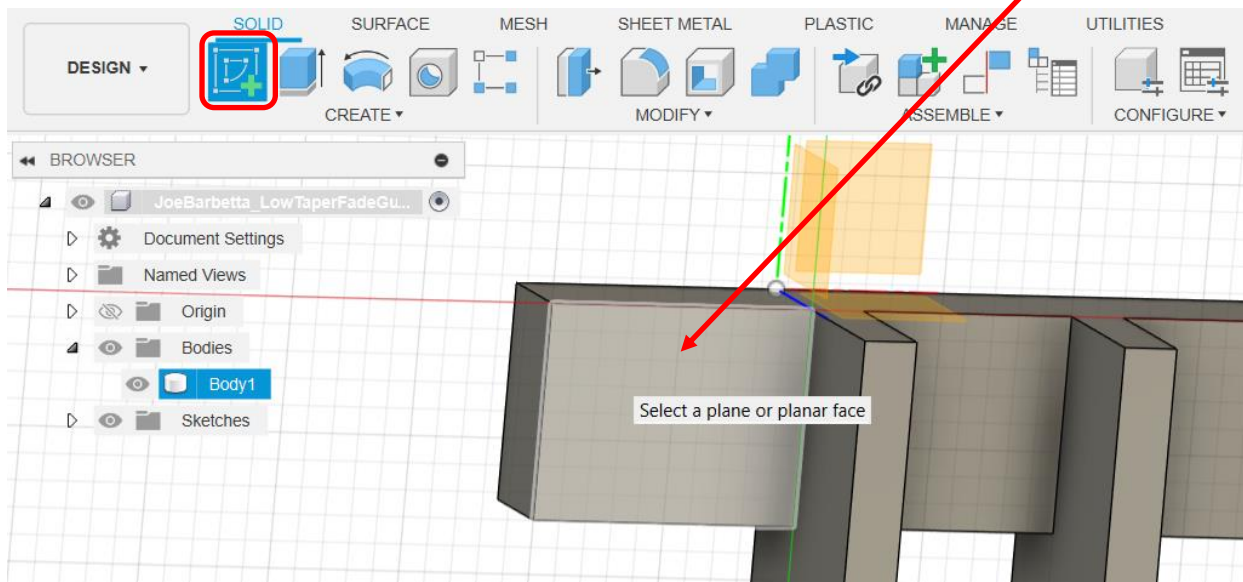 SOLID SURFACE MESH SHEET METAL PLASTIC MANAGE UTILITIES
DESIGN
CREATE MODIFY ASSEMBLE CONFIGURE
BROWSER
JoeBarbetta_LowTaperFadeGu...
Document Settings
Named Views
Origin
Bodies
Body1
Sketches
Select a plane or planar face